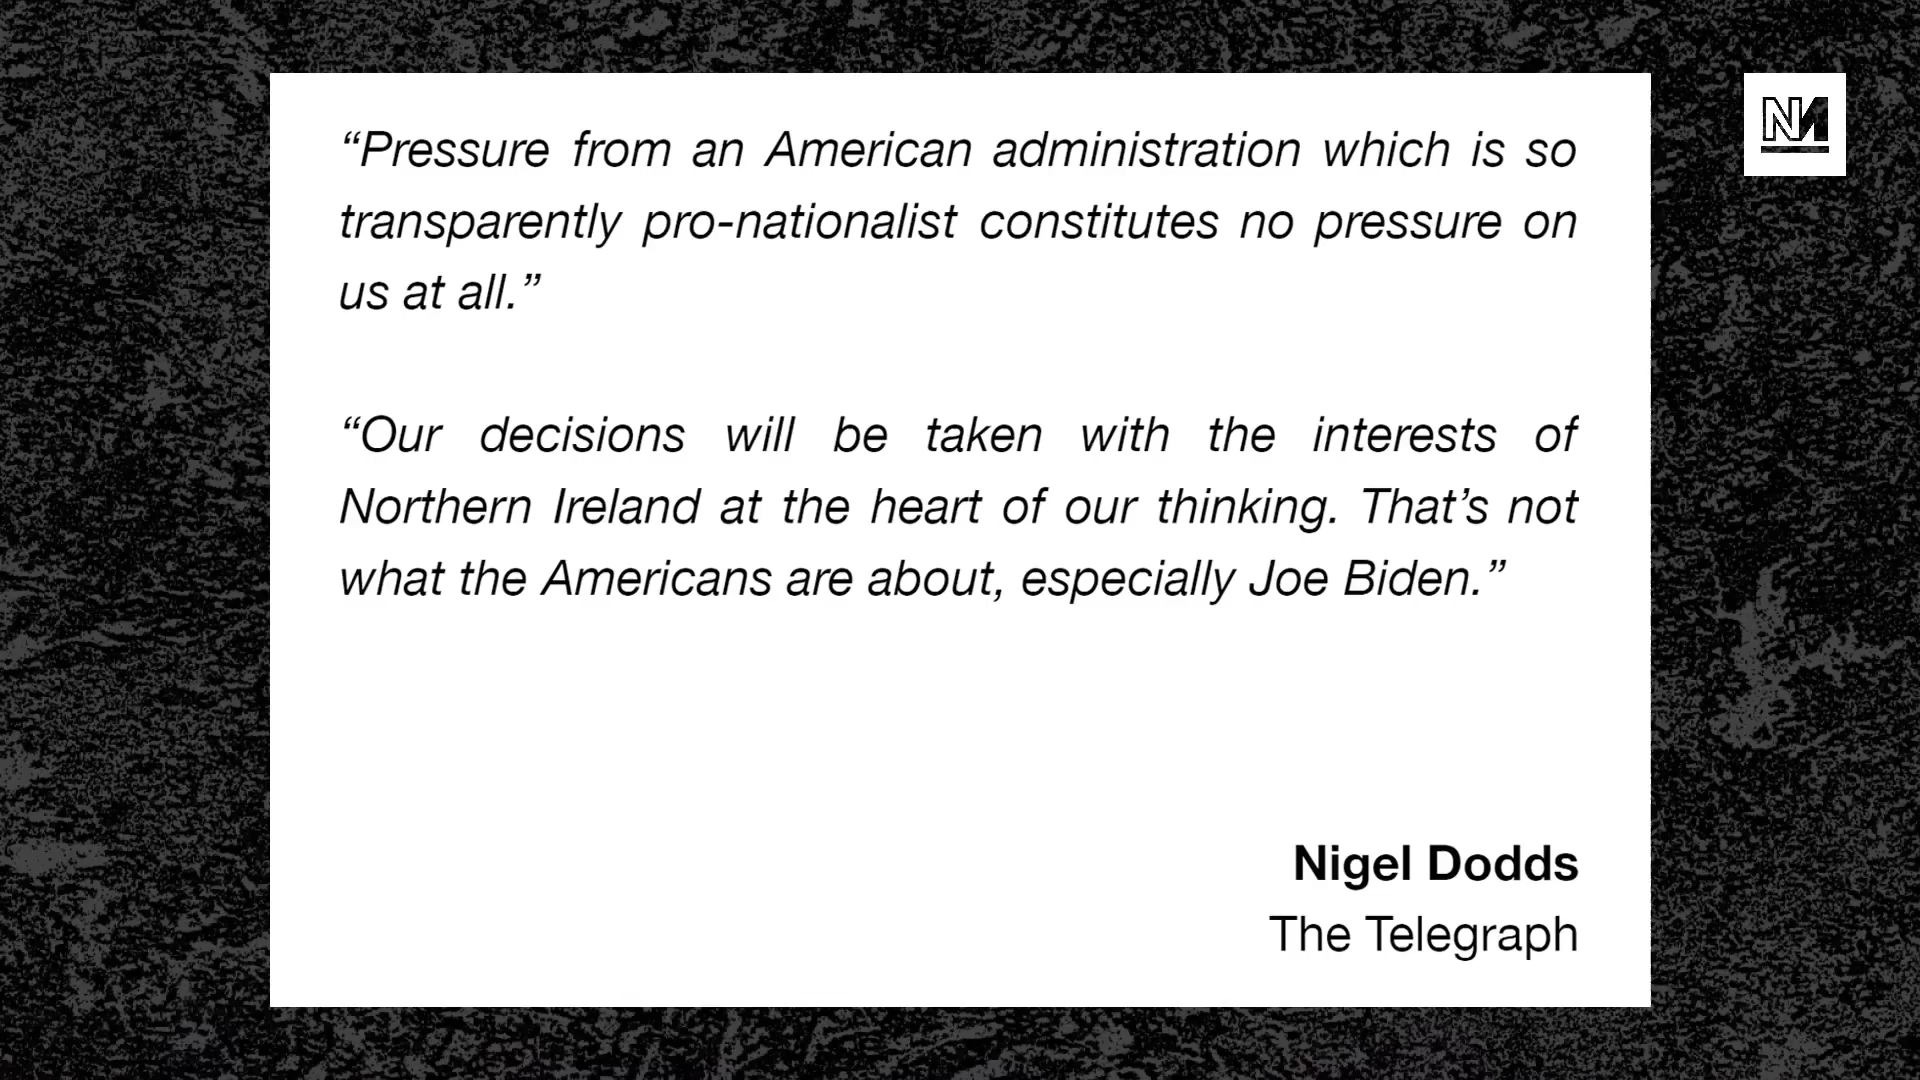 “Pressure from an American administration which is so
transparently pro-nationalist constitutes no pressure on
us at all.”
“Our decisions will be taken with the interests of
Northern Ireland at the heart of our thinking. That’s not
what the Americans are about, especially Joe Biden.”
Nigel Dodds
The Telegraph
NM